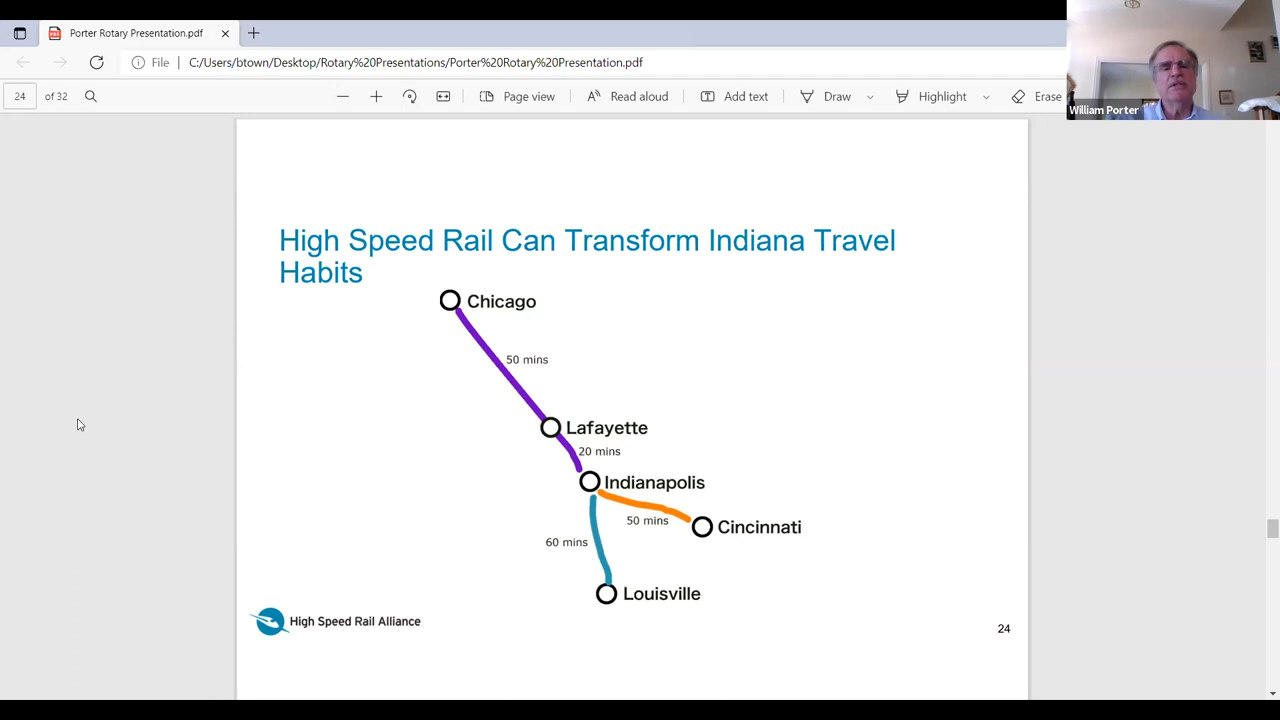 Porter Rotary Presentation.pdf
File
C:/Users/btown/Desktop/Rotary%20Presentations/Porter%20Rotary%20Presentation.pdf
24 of 32
Page view
Read aloud
Add text
Draw
Highlight
Erase
William Porter
High Speed Rail Can Transform Indiana Travel
Habits
Chicago
50 mins
Lafayette
20 mins
Indianapolis
50 mins
Cincinnati
60 mins
Louisville
High Speed Rail Alliance
24